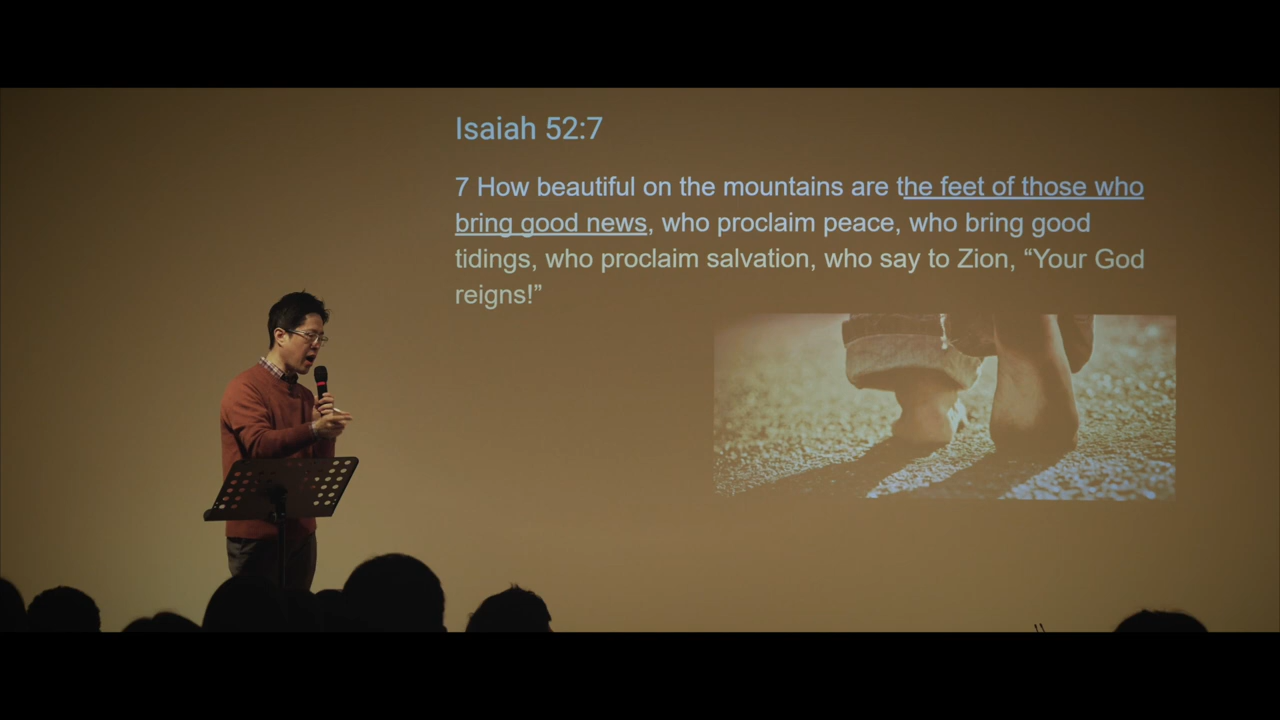 Isaiah 52:7
7 How beautiful on the mountains are the feet of those who
bring good news, who proclaim peace, who bring good
tidings, who proclaim salvation, who say to Zion, “Your God
reigns!”